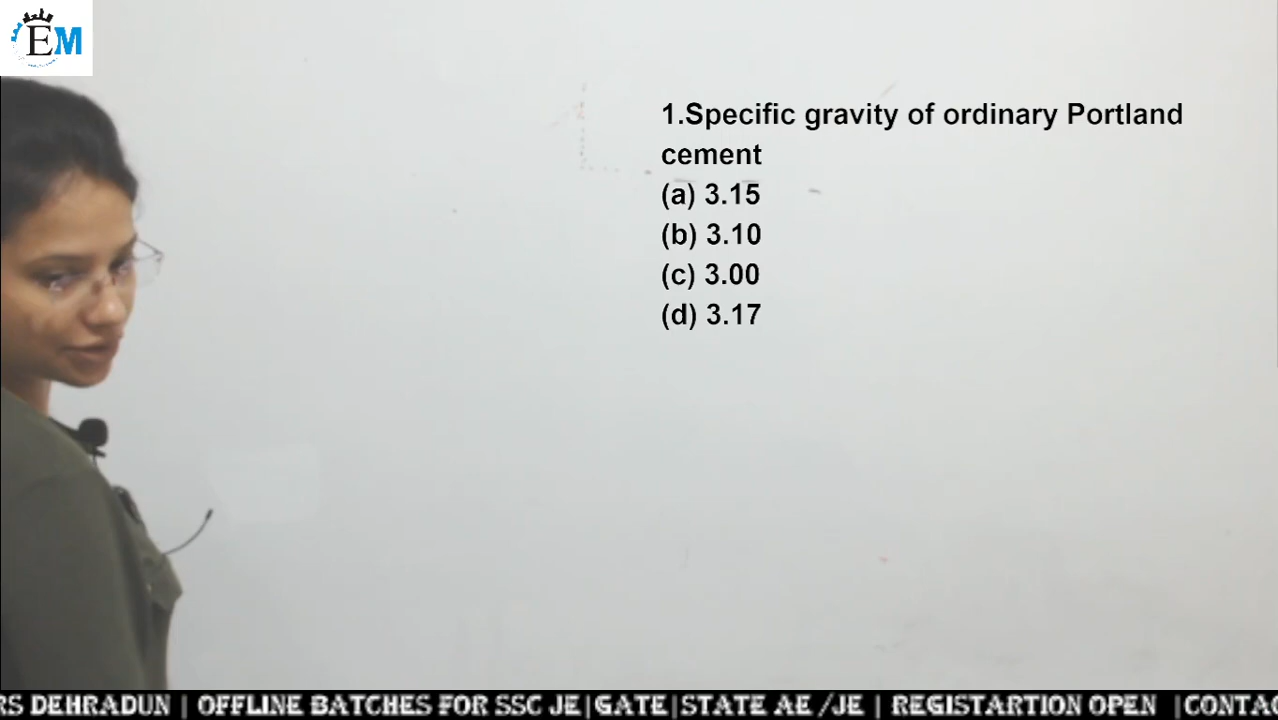 EM
1.Specific gravity of ordinary Portland
cement
(a) 3.15
(b) 3.10
(c) 3.00
(d) 3.17
RS DEHRADUN | OFFLINE BATCHES FOR SSC JE|GATE|STATE AE /JE | REGISTARTION OPEN |CONTAC